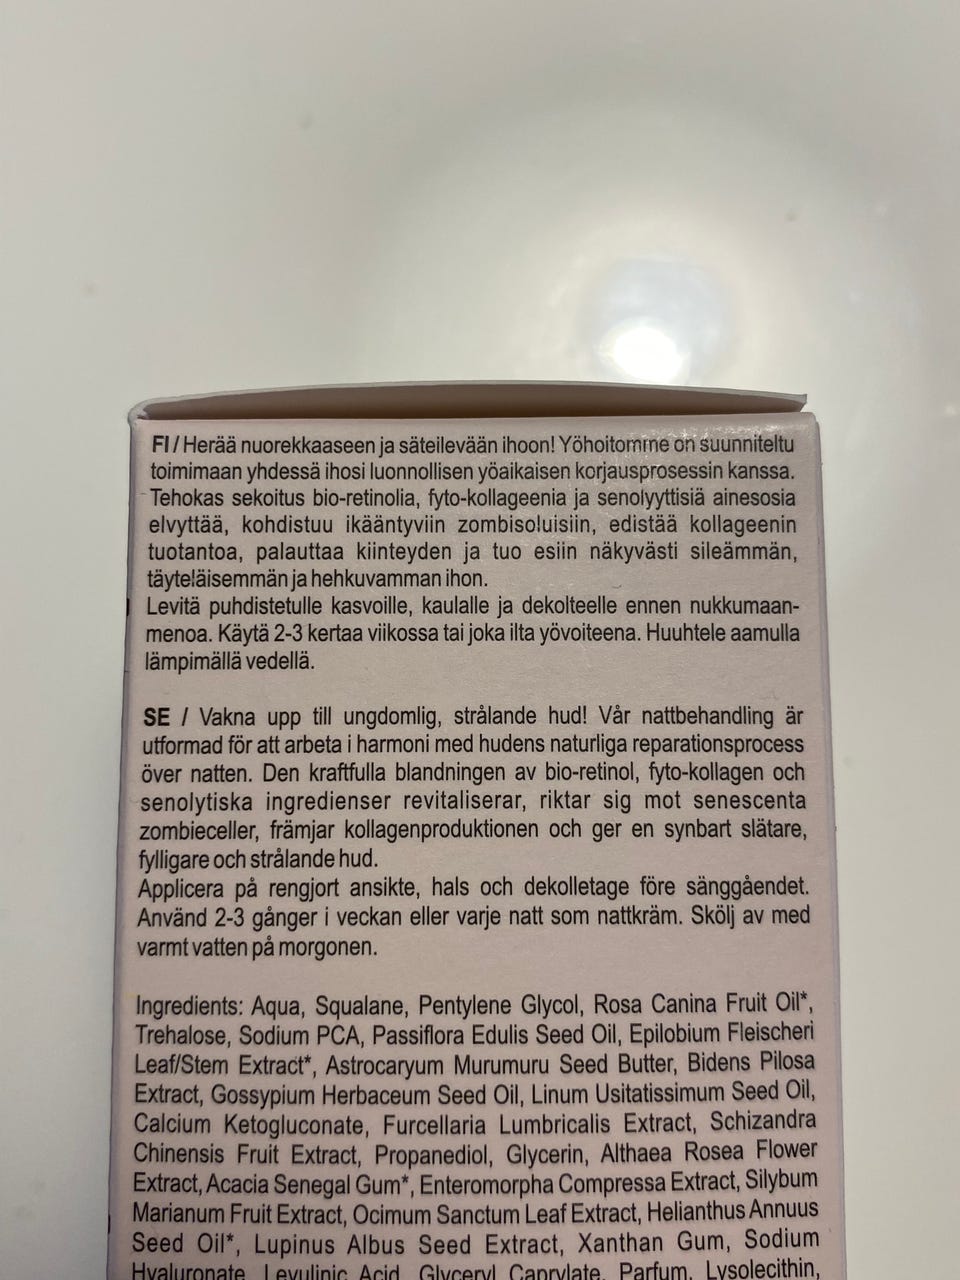 FI / Herää nuorekkaaseen ja säteilevään ihoon! Yöhoitomme on suunniteltu
toimimaan yhdessä ihosi luonnollisen yöaikaisen korjausprosessin kanssa.
Tehokas sekoitus bio-retinolia, fyto-kollageenia ja senolyyttisiä ainesosia
elvyttää, kohdistuu ikääntyviin zombisoluisiin, edistää kollageenin
tuotantoa, palauttaa kiinteyden ja tuo esiin näkyvästi sileämmän,
täyteläisemmän ja hehkuvamman ihon.
Levitä puhdistetulle kasvoille, kaulalle ja dekolteelle ennen nukkumaan-
menoa. Käytä 2-3 kertaa viikossa tai joka ilta yövoiteena. Huuhtele aamulla
lämpimällä vedellä.
SE / Vakna upp till ungdomlig, strålande hud! Vår nattbehandling är
utformad för att arbeta i harmoni med hudens naturliga reparationsprocess
över natten. Den kraftfulla blandningen av bio-retinol, fyto-kollagen och
senolytiska ingredienser revitaliserar, riktar sig mot senescenta
zombieceller, främjar kollagenproduktionen och ger en synbart slätare,
fylligare och strålande hud.
Applicera på rengjort ansikte, hals och dekolletage före sänggåendet.
Använd 2-3 gånger i veckan eller varje natt som nattkräm. Skölj av med
varmt vatten på morgonen.
Ingredients: Aqua, Squalane, Pentylene Glycol, Rosa Canina Fruit Oil*,
Trehalose, Sodium PCA, Passiflora Edulis Seed Oil, Epilobium Fleischeri
Leaf/Stem Extract*, Astrocaryum Murumuru Seed Butter, Bidens Pilosa
Extract, Gossypium Herbaceum Seed Oil, Linum Usitatissimum Seed Oil,
Calcium Ketogluconate, Furcellaria Lumbricalis Extract, Schizandra
Chinensis Fruit Extract, Propanediol, Glycerin, Althaea Rosea Flower
Extract, Acacia Senegal Gum*, Enteromorpha Compressa Extract, Silybum
Marianum Fruit Extract, Ocimum Sanctum Leaf Extract, Helianthus Annuus
Seed Oil*, Lupinus Albus Seed Extract, Xanthan Gum, Sodium
Hyaluronate, Levulinic Acid, Glyceryl Caprylate, Parfum, Lysolecithin,